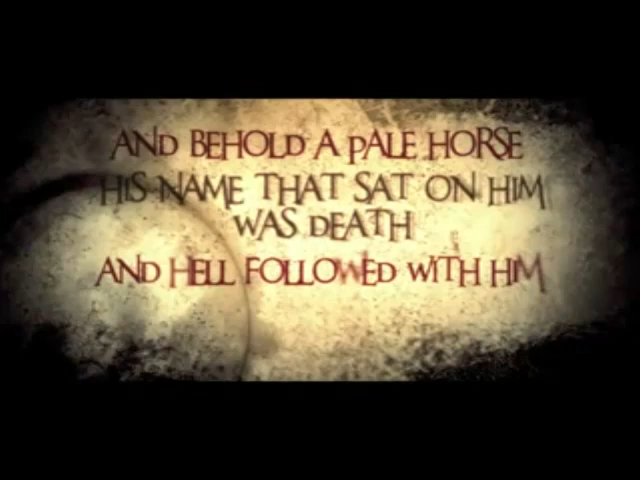 AND BEHOLD A PALE HORSE
HIS NAME THAT SAT ON HIM
WAS DEATH
AND HELL FOLLOWED WITH HIM